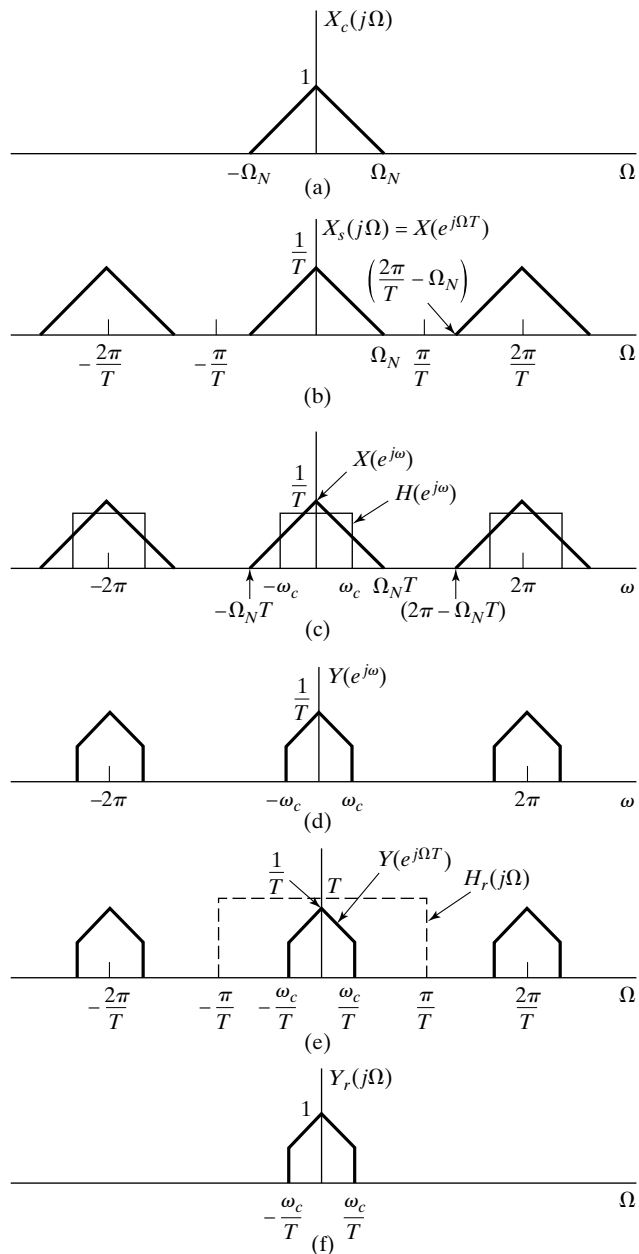 X_c(jΩ)
1
−Ω_N Ω_N Ω
(a)
X_s(jΩ) = X(e^{jΩT})
1/T
(2π/T − Ω_N)
−2π/T −π/T Ω_N π/T 2π/T Ω
(b)
X(e^{jω})
1/T
H(e^{jω})
−2π −ω_c ω_c Ω_N T 2π ω
−Ω_N T (2π − Ω_N T)
(c)
Y(e^{jω})
1/T
−2π −ω_c ω_c 2π ω
(d)
1/T T Y(e^{jΩT}) H_r(jΩ)
−2π/T −π/T −ω_c/T ω_c/T π/T 2π/T Ω
(e)
Y_r(jΩ)
1
−ω_c/T ω_c/T Ω
(f)